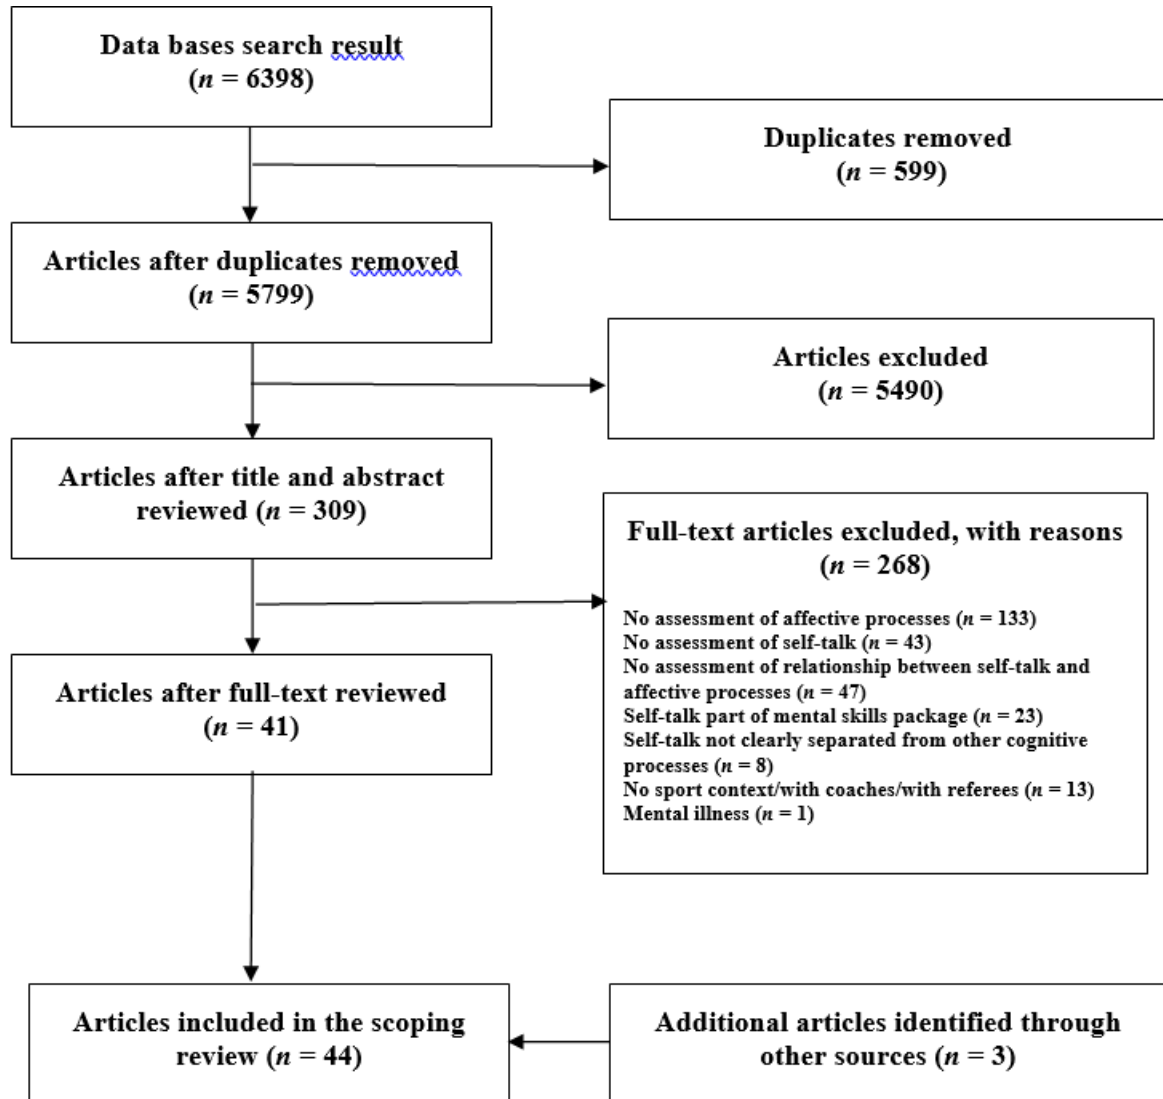 Data bases search result
(n = 6398)
Duplicates removed
(n = 599)
Articles after duplicates removed
(n = 5799)
Articles excluded
(n = 5490)
Articles after title and abstract
reviewed (n = 309)
Full-text articles excluded, with reasons
(n = 268)
No assessment of affective processes (n = 133)
No assessment of self-talk (n = 43)
No assessment of relationship between self-talk and
affective processes (n = 47)
Self-talk part of mental skills package (n = 23)
Self-talk not clearly separated from other cognitive
processes (n = 8)
No sport context/with coaches/with referees (n = 13)
Mental illness (n = 1)
Articles after full-text reviewed
(n = 41)
Articles included in the scoping
review (n = 44)
Additional articles identified through
other sources (n = 3)